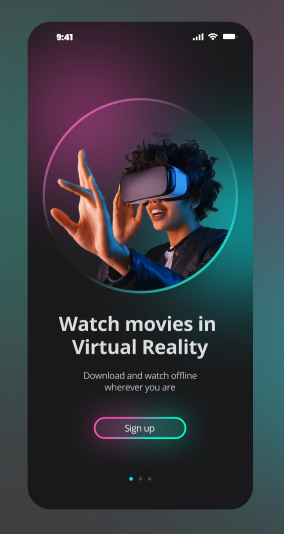 9:41
Watch movies in
Virtual Reality
Download and watch offline
wherever you are
Sign up